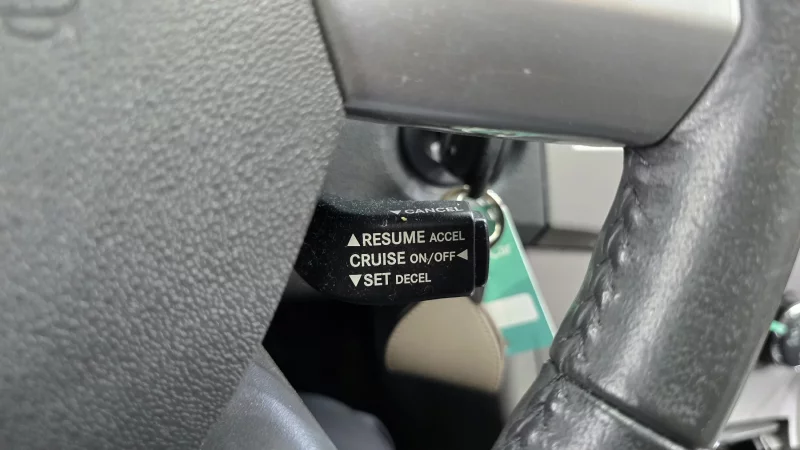 ▼CANCEL
▲RESUME ACCEL
CRUISE ON/OFF◀
▼SET DECEL